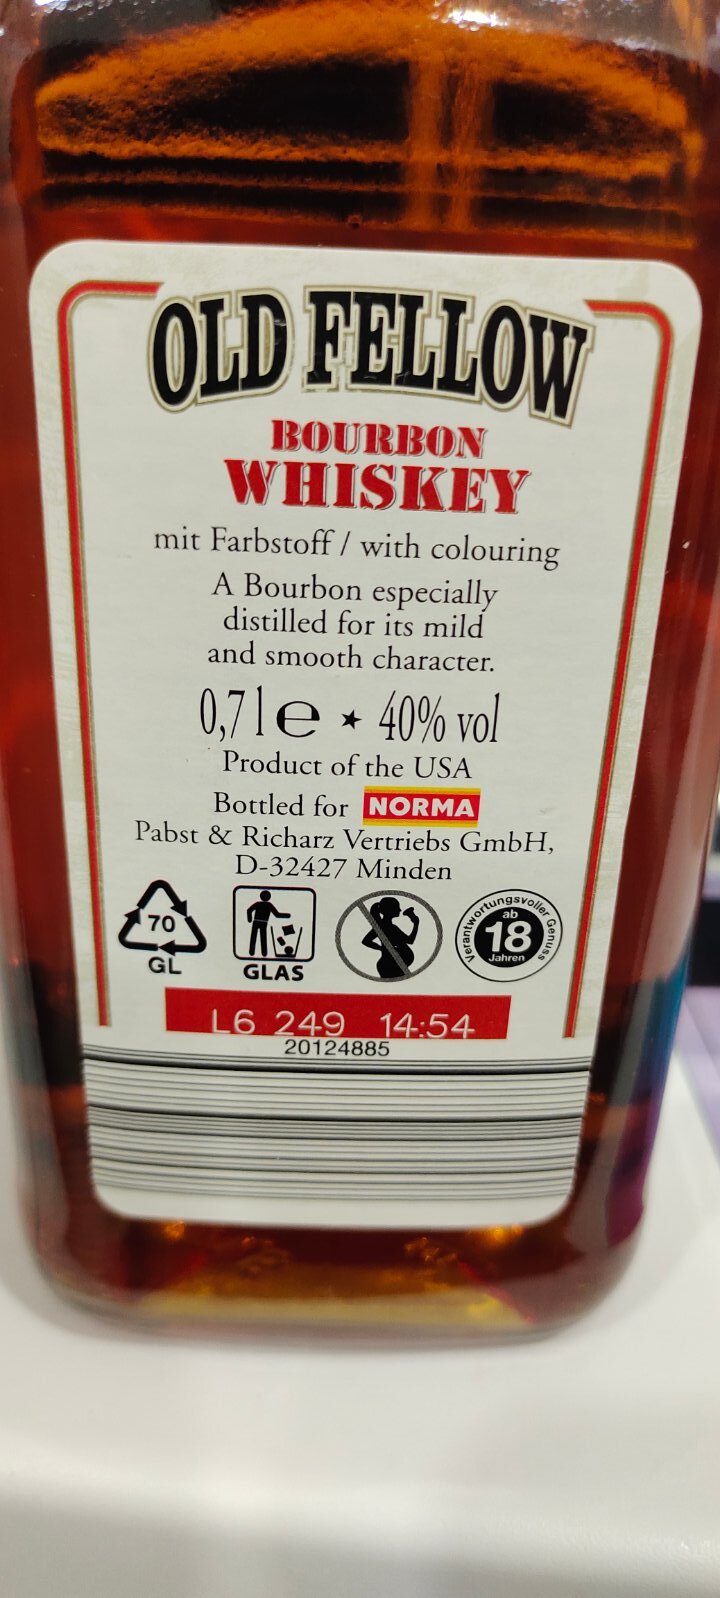 OLD FELLOW
BOURBON
WHISKEY
mit Farbstoff / with colouring
A Bourbon especially
distilled for its mild
and smooth character.
0,7 l e ★ 40% vol
Product of the USA
Bottled for NORMA
Pabst & Richarz Vertriebs GmbH,
D-32427 Minden
70
GL
GLAS
Verantwortungsvoller Genuss
ab
18
Jahren
L6 249 14:54
20124885